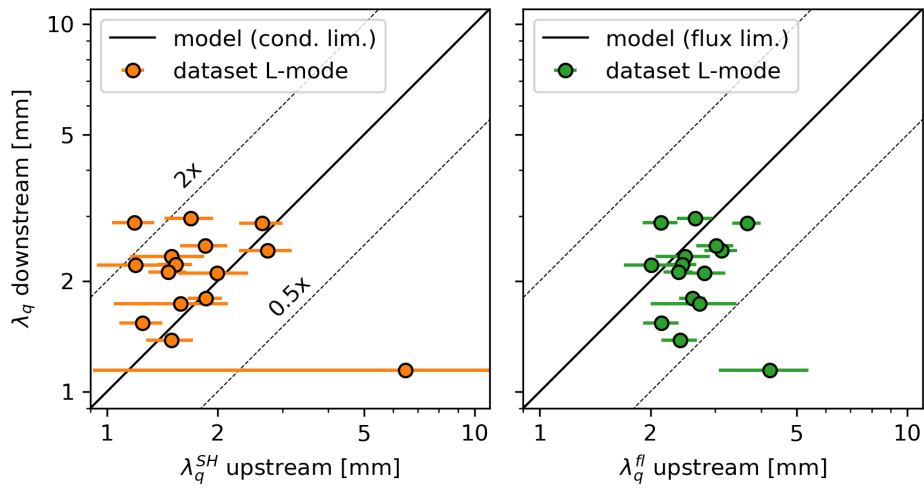 model (cond. lim.)
dataset L-mode
2x
0.5x
10
5
2
1
λq downstream [mm]
1 2 5 10
λq^SH upstream [mm]
model (flux lim.)
dataset L-mode
1 2 5 10
λq^fl upstream [mm]